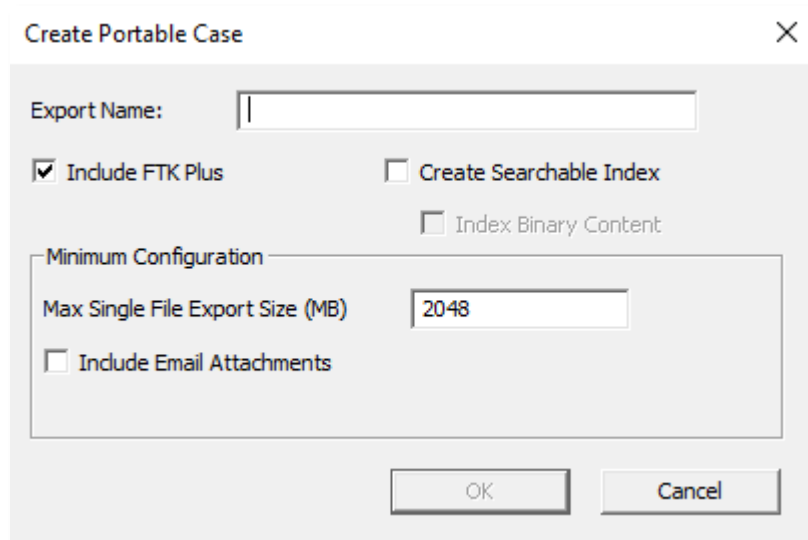 Create Portable Case
Export Name:
Include FTK Plus
Create Searchable Index
Index Binary Content
Minimum Configuration
Max Single File Export Size (MB)
2048
Include Email Attachments
OK
Cancel